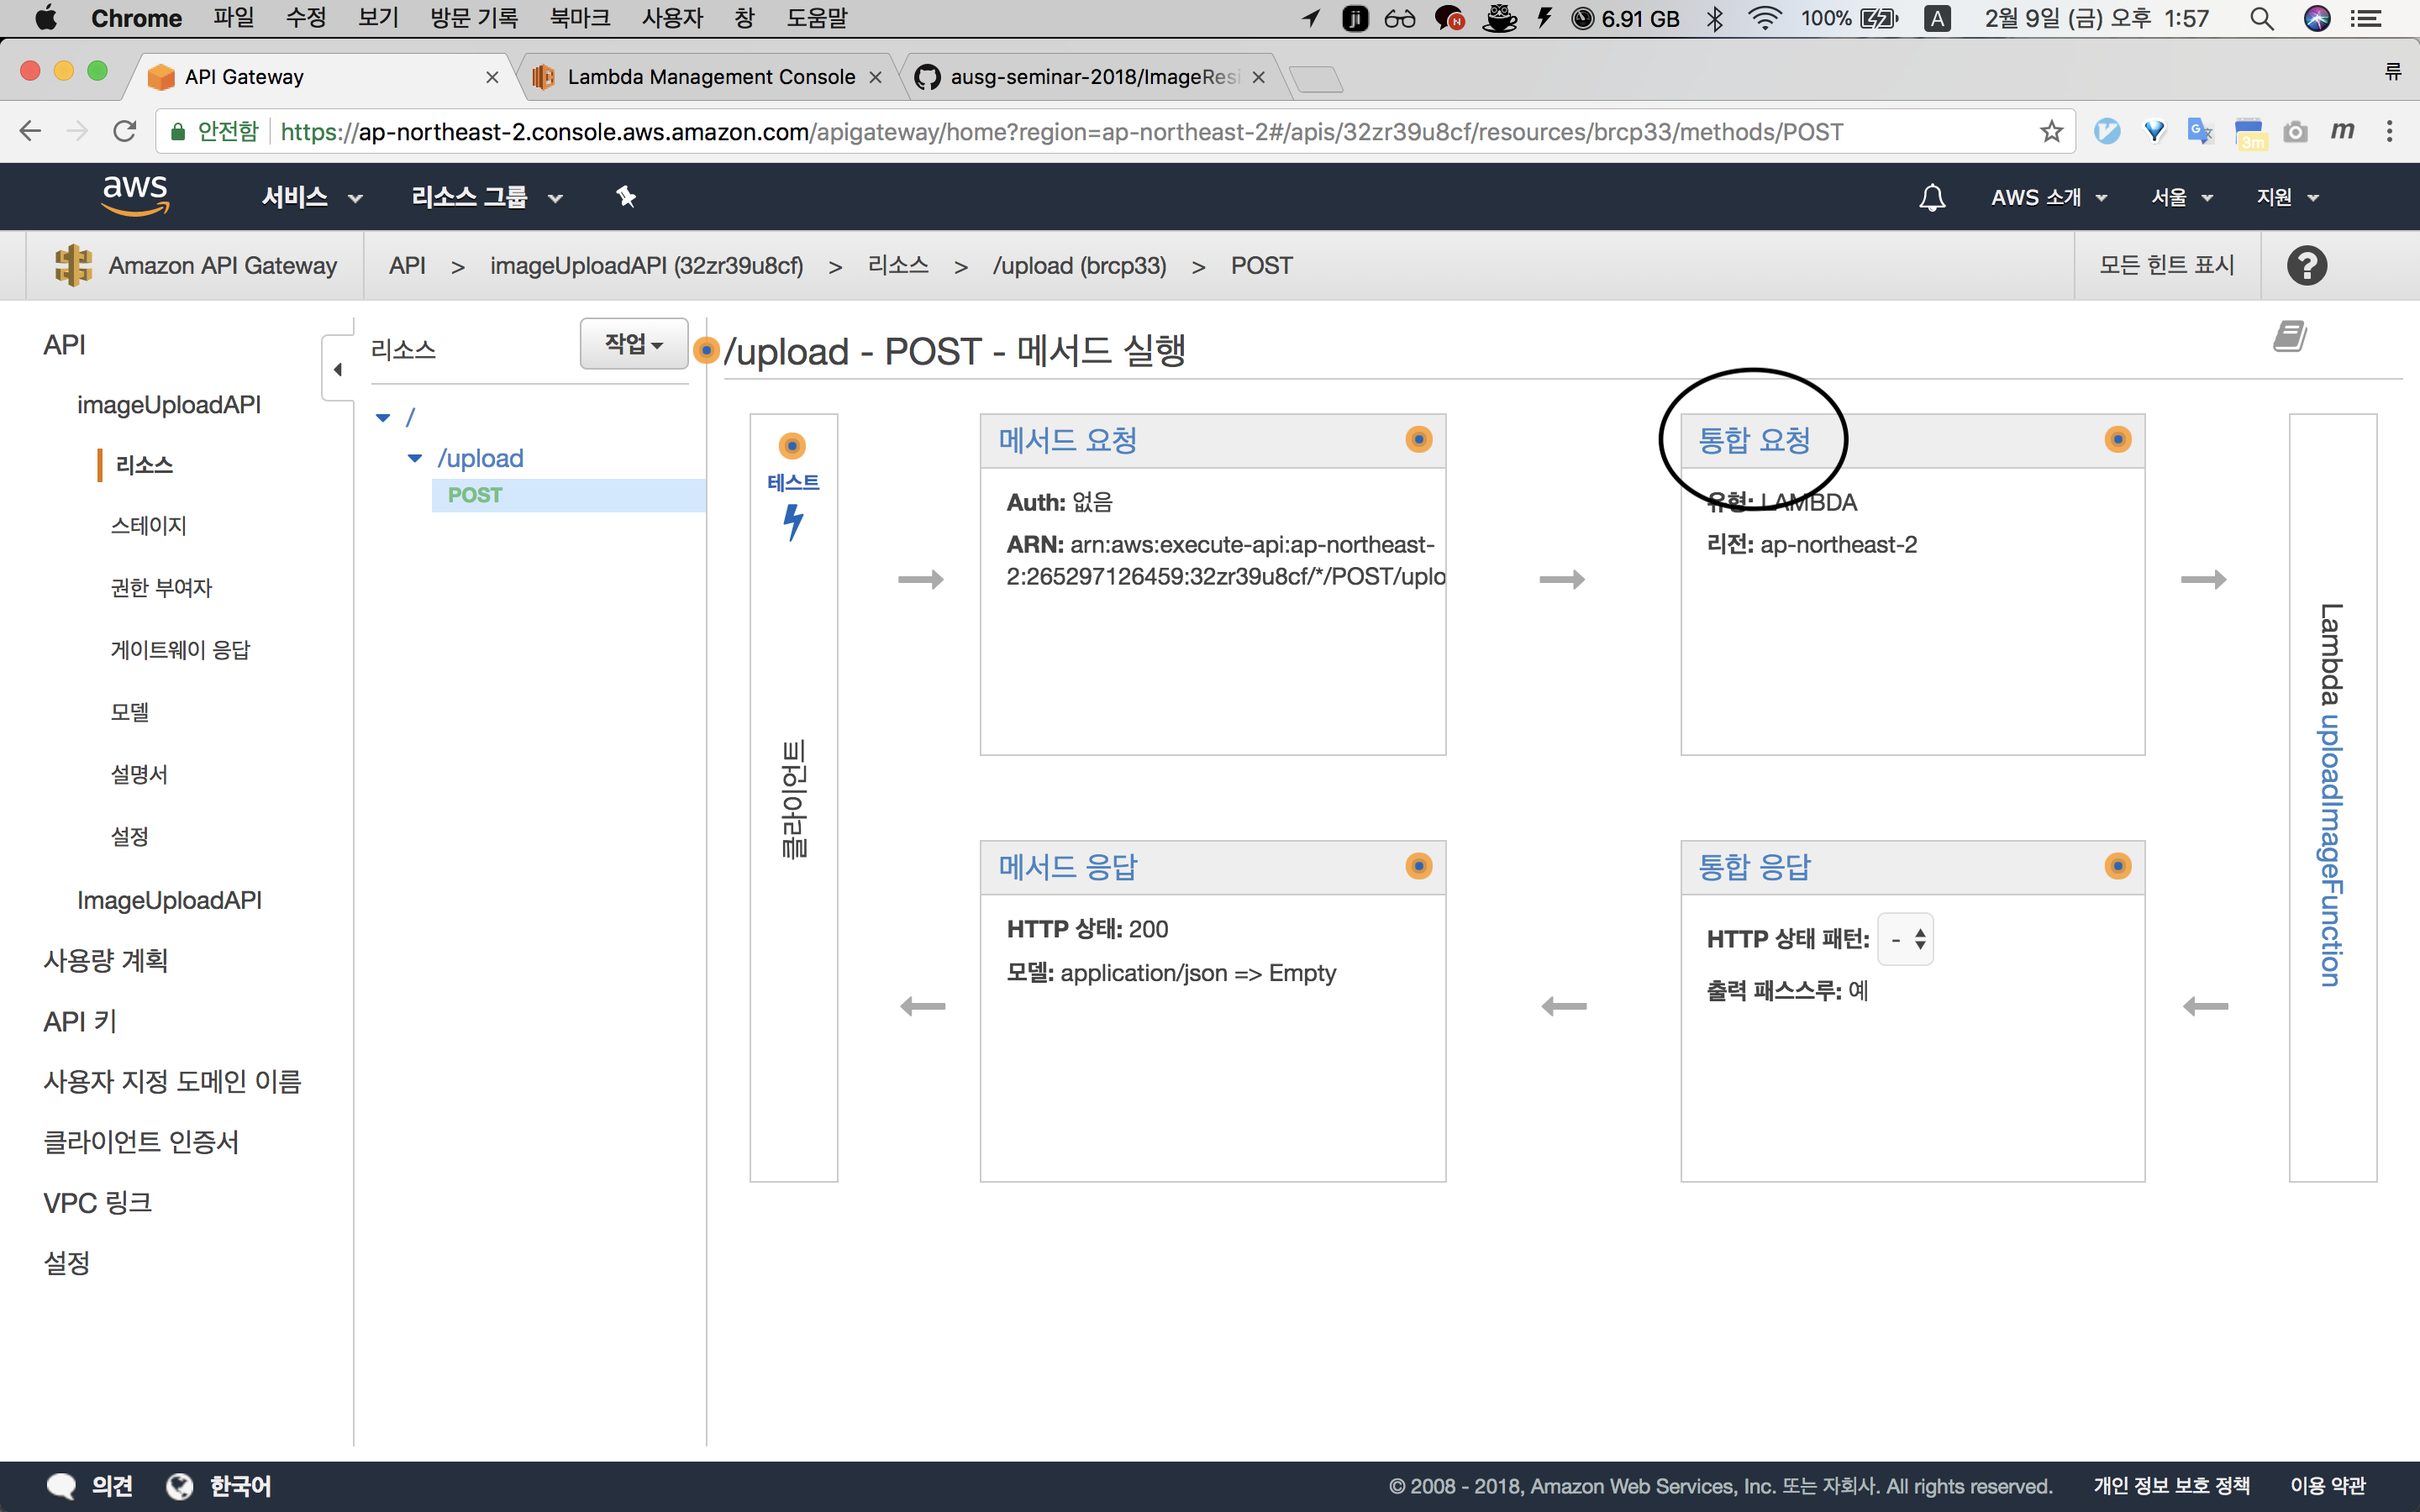 Chrome 파일 수정 보기 방문 기록 북마크 사용자 창 도움말 ji N 6.91 GB 100% A 2월 9일 (금) 오후 1:57
API Gateway Lambda Management Console ausg-seminar-2018/ImageResi 류
안전함 https://ap-northeast-2.console.aws.amazon.com/apigateway/home?region=ap-northeast-2#/apis/32zr39u8cf/resources/brcp33/methods/POST 3m m
aws 서비스 리소스 그룹 AWS 소개 서울 지원
Amazon API Gateway API > imageUploadAPI (32zr39u8cf) > 리소스 > /upload (brcp33) > POST 모든 힌트 표시 ?
API
imageUploadAPI
리소스
스테이지
권한 부여자
게이트웨이 응답
모델
설명서
설정
ImageUploadAPI
사용량 계획
API 키
사용자 지정 도메인 이름
클라이언트 인증서
VPC 링크
설정
리소스 작업
/
/upload
POST
/upload - POST - 메서드 실행
테스트
클라이언트
메서드 요청
Auth: 없음
ARN: arn:aws:execute-api:ap-northeast-
2:265297126459:32zr39u8cf/*/POST/uplo
통합 요청
유형: LAMBDA
리전: ap-northeast-2
Lambda uploadImageFunction
메서드 응답
HTTP 상태: 200
모델: application/json => Empty
통합 응답
HTTP 상태 패턴: -
출력 패스스루: 예
의견 한국어 © 2008 - 2018, Amazon Web Services, Inc. 또는 자회사. All rights reserved. 개인 정보 보호 정책 이용 약관